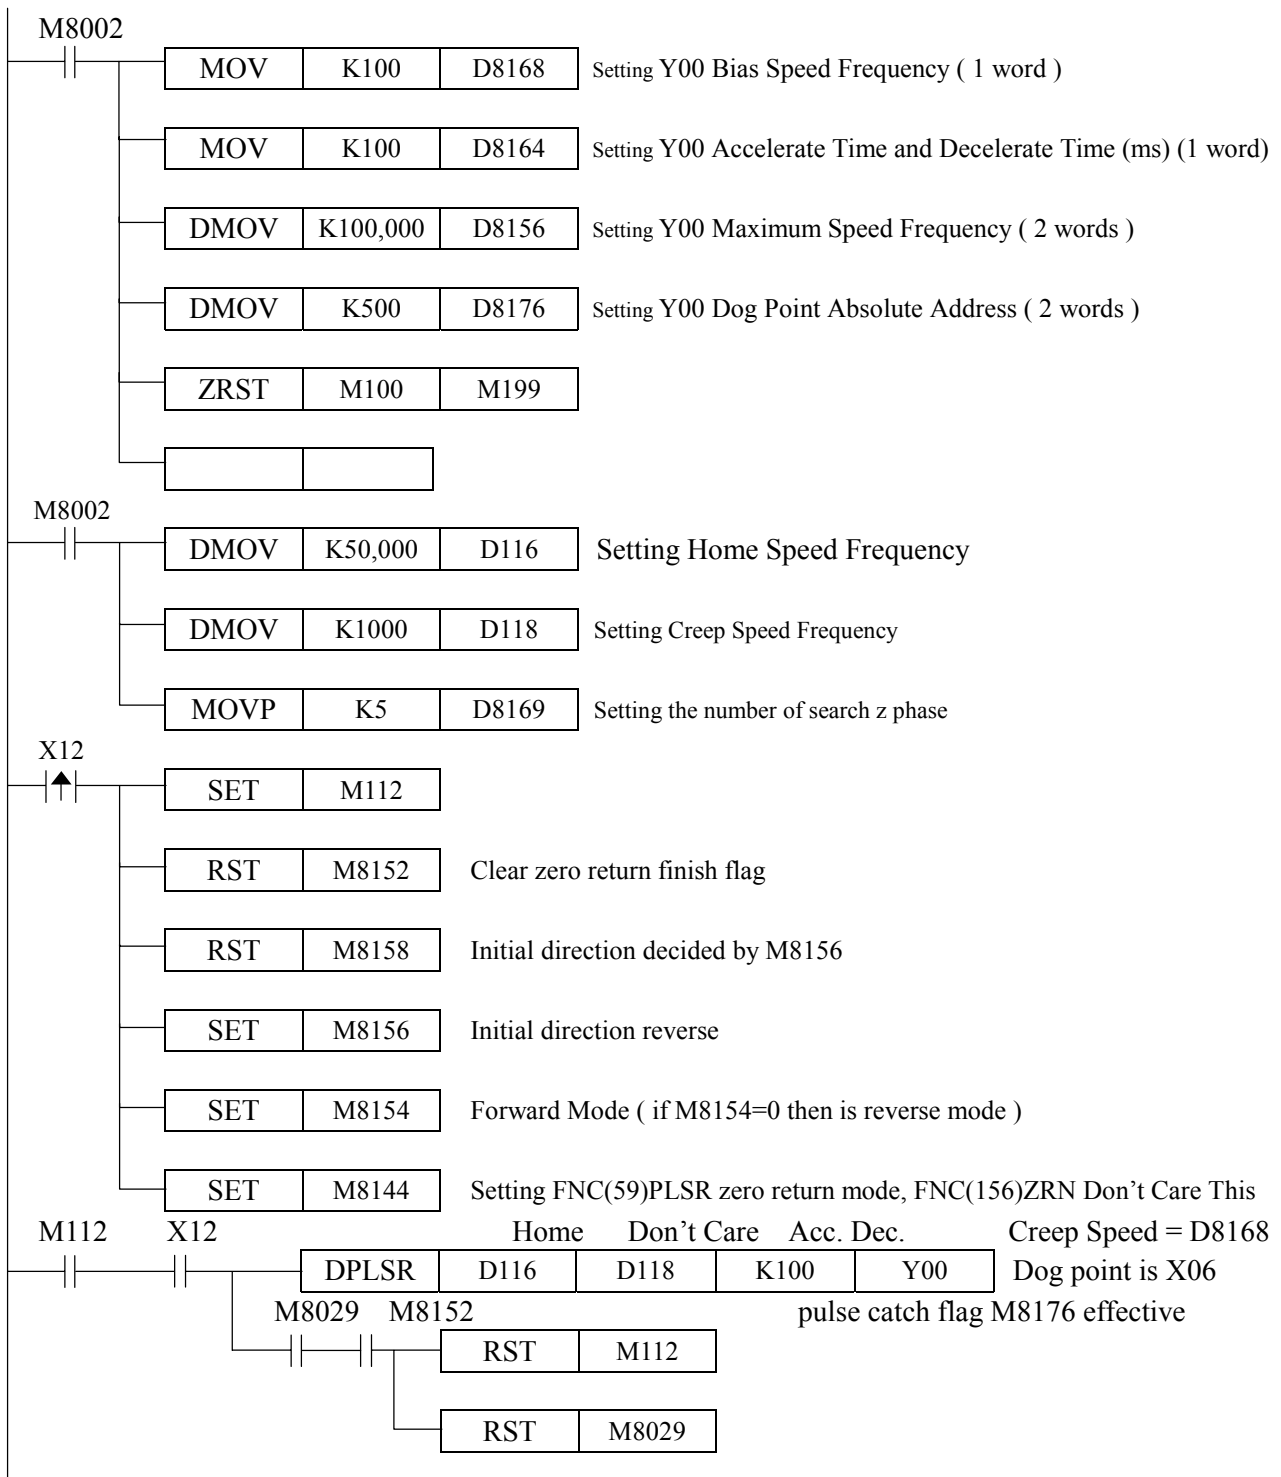 M8002
MOV K100 D8168 Setting Y00 Bias Speed Frequency ( 1 word )
MOV K100 D8164 Setting Y00 Accelerate Time and Decelerate Time (ms) (1 word)
DMOV K100,000 D8156 Setting Y00 Maximum Speed Frequency ( 2 words )
DMOV K500 D8176 Setting Y00 Dog Point Absolute Address ( 2 words )
ZRST M100 M199
M8002
DMOV K50,000 D116 Setting Home Speed Frequency
DMOV K1000 D118 Setting Creep Speed Frequency
MOVP K5 D8169 Setting the number of search z phase
X12
SET M112
RST M8152 Clear zero return finish flag
RST M8158 Initial direction decided by M8156
SET M8156 Initial direction reverse
SET M8154 Forward Mode ( if M8154=0 then is reverse mode )
SET M8144 Setting FNC(59)PLSR zero return mode, FNC(156)ZRN Don't Care This
M112 X12 Home Don't Care Acc. Dec. Creep Speed = D8168
DPLSR D116 D118 K100 Y00 Dog point is X06
M8029 M8152 pulse catch flag M8176 effective
RST M112
RST M8029